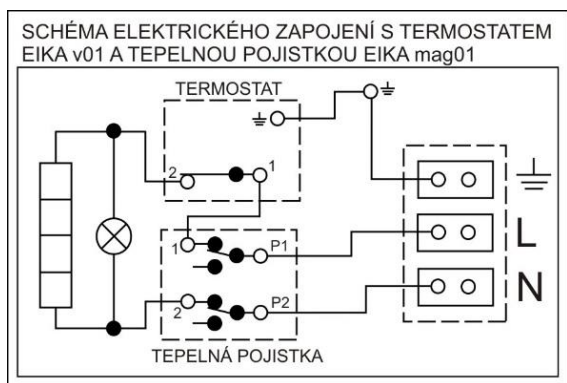 SCHÉMA ELEKTRICKÉHO ZAPOJENÍ S TERMOSTATEM
EIKA v01 A TEPELNOU POJISTKOU EIKA mag01
TERMOSTAT
2
1
1
P1
L
2
P2
N
TEPELNÁ POJISTKA